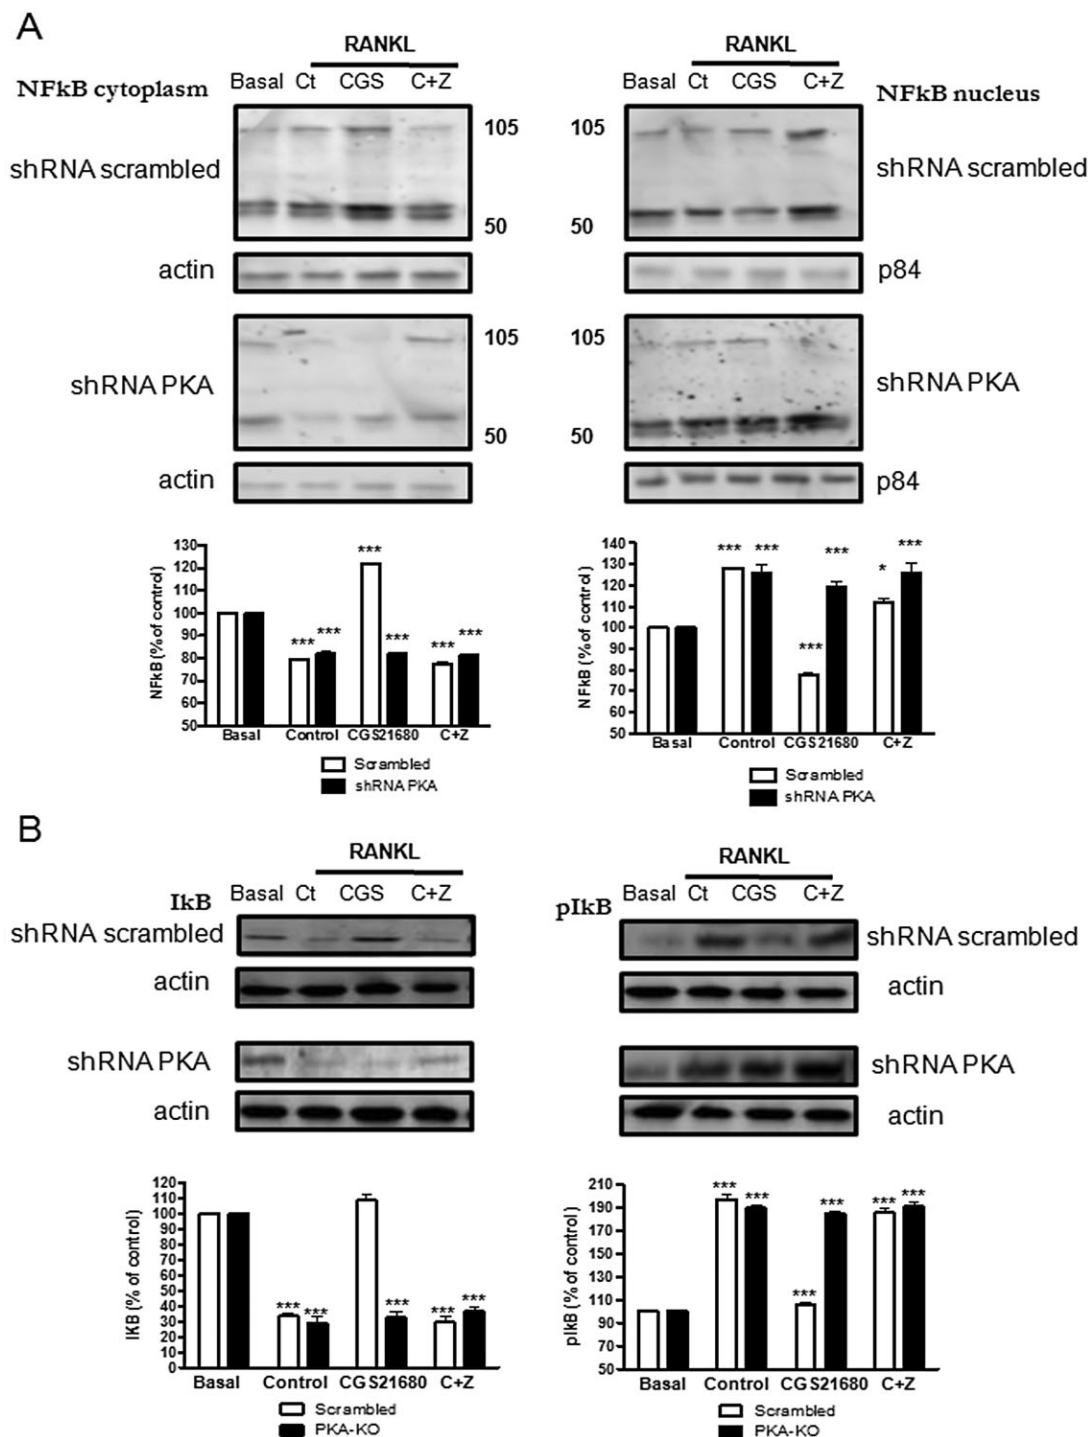 A
RANKL
RANKL
NFkB cytoplasm
Basal Ct CGS C+Z
Basal Ct CGS C+Z
NFkB nucleus
shRNA scrambled
105
50
105
50
shRNA scrambled
actin
p84
shRNA PKA
105
50
105
50
shRNA PKA
actin
p84
NFkB (% of control)
130
120
110
100
90
80
70
60
50
***
***
***
***
***
***
Basal Control CGS21680 C+Z
Scrambled
shRNA PKA
NFkB (% of control)
140
130
120
110
100
90
80
70
60
50
***
***
***
***
*
***
Basal Control CGS21680 C+Z
Scrambled
shRNA PKA
B
RANKL
RANKL
IkB
Basal Ct CGS C+Z
pIkB
Basal Ct CGS C+Z
shRNA scrambled
shRNA scrambled
actin
actin
shRNA PKA
shRNA PKA
actin
actin
IKB (% of control)
120
110
100
90
80
70
60
50
40
30
20
10
0
***
***
***
***
***
Basal Control CGS21680 C+Z
Scrambled
PKA-KO
pIkB (% of control)
210
190
170
150
130
110
90
70
50
***
***
***
***
***
***
Basal Control CGS21680 C+Z
Scrambled
PKA-KO